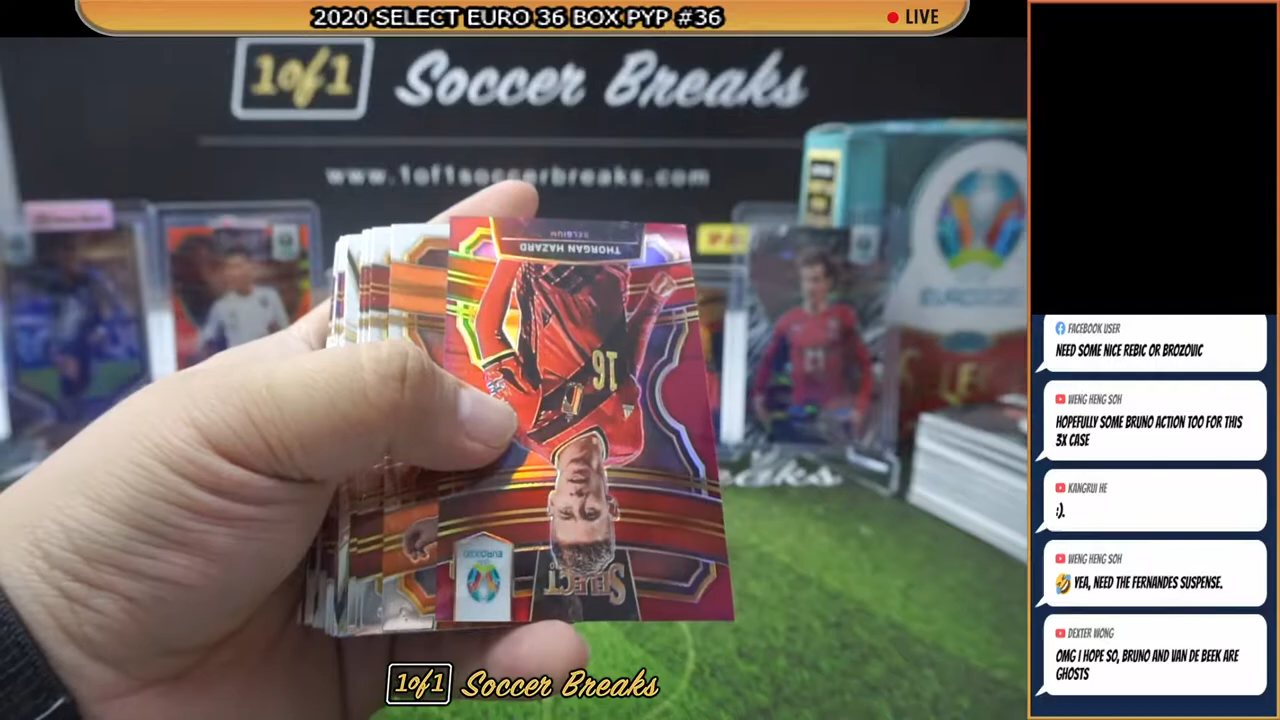 2020 SELECT EURO 36 BOX PYP #36
LIVE
1of1 Soccer Breaks
www.1of1soccerbreaks.com
THORGAN HAZARD
BELGIUM
16
EURO2020
SELECT
21
1of1 Soccer Breaks
FACEBOOK USER
NEED SOME NICE REBIC OR BROZOVIC
WENG HENG SOH
HOPEFULLY SOME BRUNO ACTION TOO FOR THIS
3X CASE
KANGRUI HE
:).
WENG HENG SOH
🤣 YEA, NEED THE FERNANDES SUSPENSE.
DEXTER WONG
OMG I HOPE SO, BRUNO AND VAN DE BEEK ARE
GHOSTS